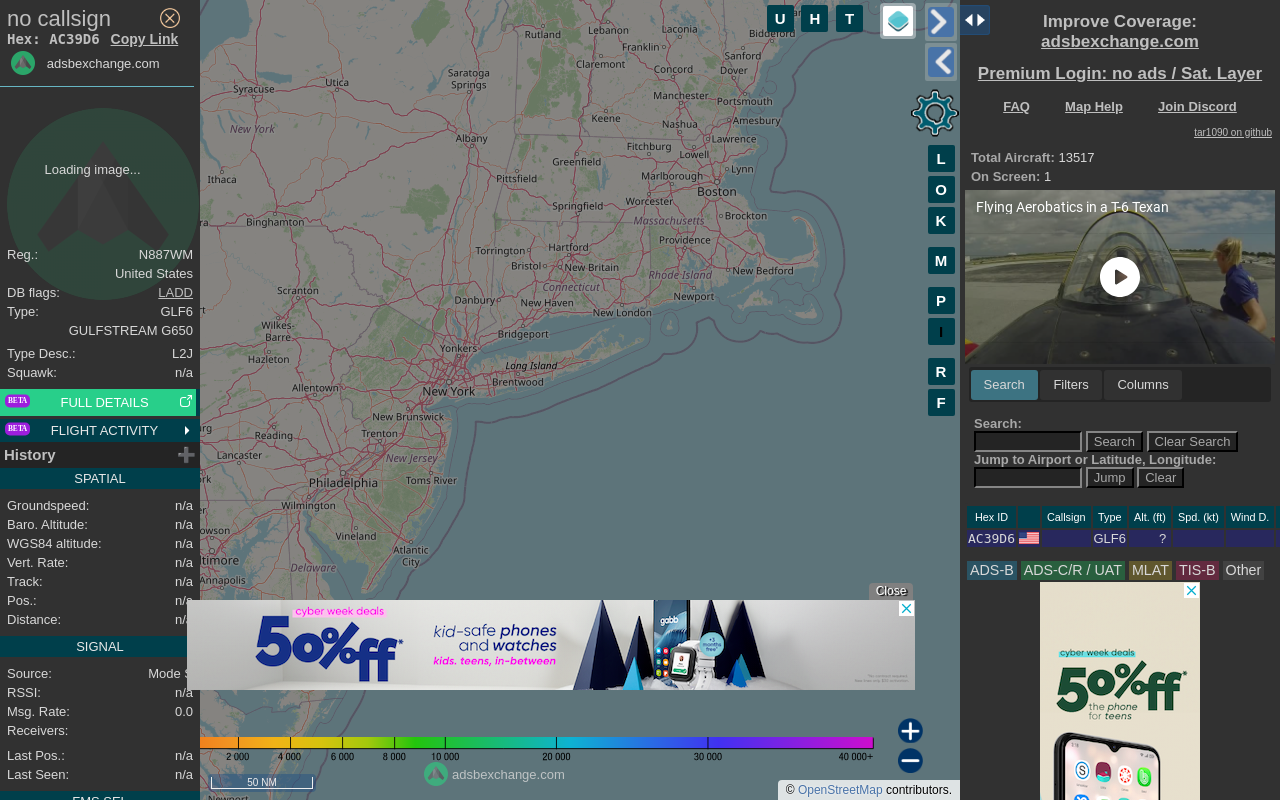 no callsign
Hex: AC39D6 Copy Link
adsbexchange.com
Loading image...
Reg.: N887WM
United States
DB flags: LADD
Type: GLF6
GULFSTREAM G650
Type Desc.: L2J
Squawk: n/a
BETA FULL DETAILS
BETA FLIGHT ACTIVITY
History
SPATIAL
Groundspeed: n/a
Baro. Altitude: n/a
WGS84 altitude: n/a
Vert. Rate: n/a
Track: n/a
Pos.: n/a
Distance: n/
SIGNAL
Source: Mode S
RSSI: n/a
Msg. Rate: 0.0
Receivers:
Last Pos.: n/a
Last Seen: n/a
FMS SEL
Rutland
Lebanon
Laconia
Biddeford
Franklin
Sanford
Claremont
Concord
Dover
Saratoga
Springs
Utica
Syracuse
Manchester
Portsmouth
Keene
Amesbury
Nashua
New York
Albany
Lawrence
Fitchburg
Lowell
Greenfield
Lynn
Ithaca
Pittsfield
Marlborough
Boston
Worcester
Springfield
Massachusetts
Brockton
Binghamton
Providence
Torrington
Hartford
Bristol
New Britain
New Bedford
Rhode Island
Connecticut
Scranton
Danbury
New Haven
Newport
New London
Wilkes-
Barre
Bridgeport
Yonkers
Hazleton
Long Island
Brentwood
Allentown
New York
New Brunswick
Reading
Trenton
Lancaster
New Jersey
Toms River
Philadelphia
Wilmington
Vineland
Atlantic
City
Annapolis
Delaware
U H T
L
O
K
M
P
I
R
F
Close
cyber week deals
50%off*
kid-safe phones
and watches
kids. teens, in-between
gabb
+3
months
free*
2 000 4 000 6 000 8 000 10 000 20 000 30 000 40 000+
adsbexchange.com
50 NM
© OpenStreetMap contributors.
Newport
Improve Coverage:
adsbexchange.com
Premium Login: no ads / Sat. Layer
FAQ Map Help Join Discord
tar1090 on github
Total Aircraft: 13517
On Screen: 1
Flying Aerobatics in a T-6 Texan
Search Filters Columns
Search:
Search Clear Search
Jump to Airport or Latitude, Longitude:
Jump Clear
Hex ID Callsign Type Alt. (ft) Spd. (kt) Wind D.
AC39D6 GLF6 ?
ADS-B ADS-C/R / UAT MLAT TIS-B Other
cyber week deals
50%off*
the phone
for teens